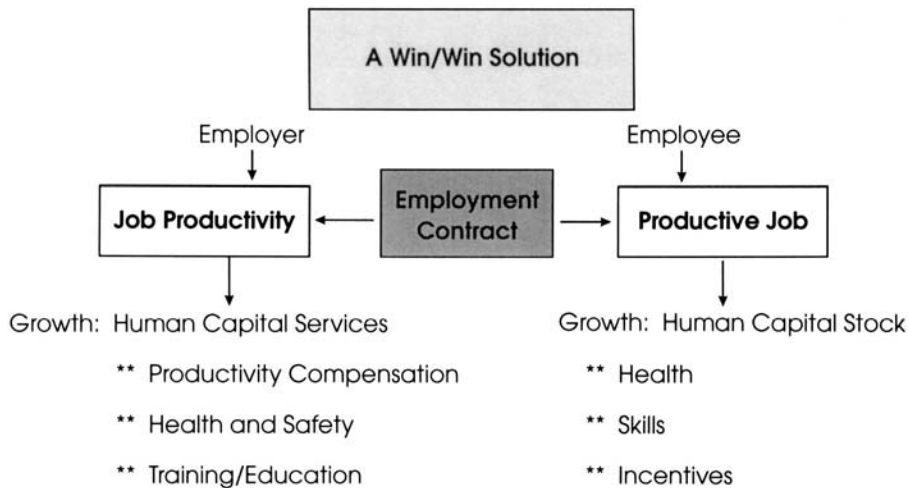 A Win/Win Solution
Employer
Employee
Job Productivity
Employment
Contract
Productive Job
Growth: Human Capital Services
** Productivity Compensation
** Health and Safety
** Training/Education
Growth: Human Capital Stock
** Health
** Skills
** Incentives